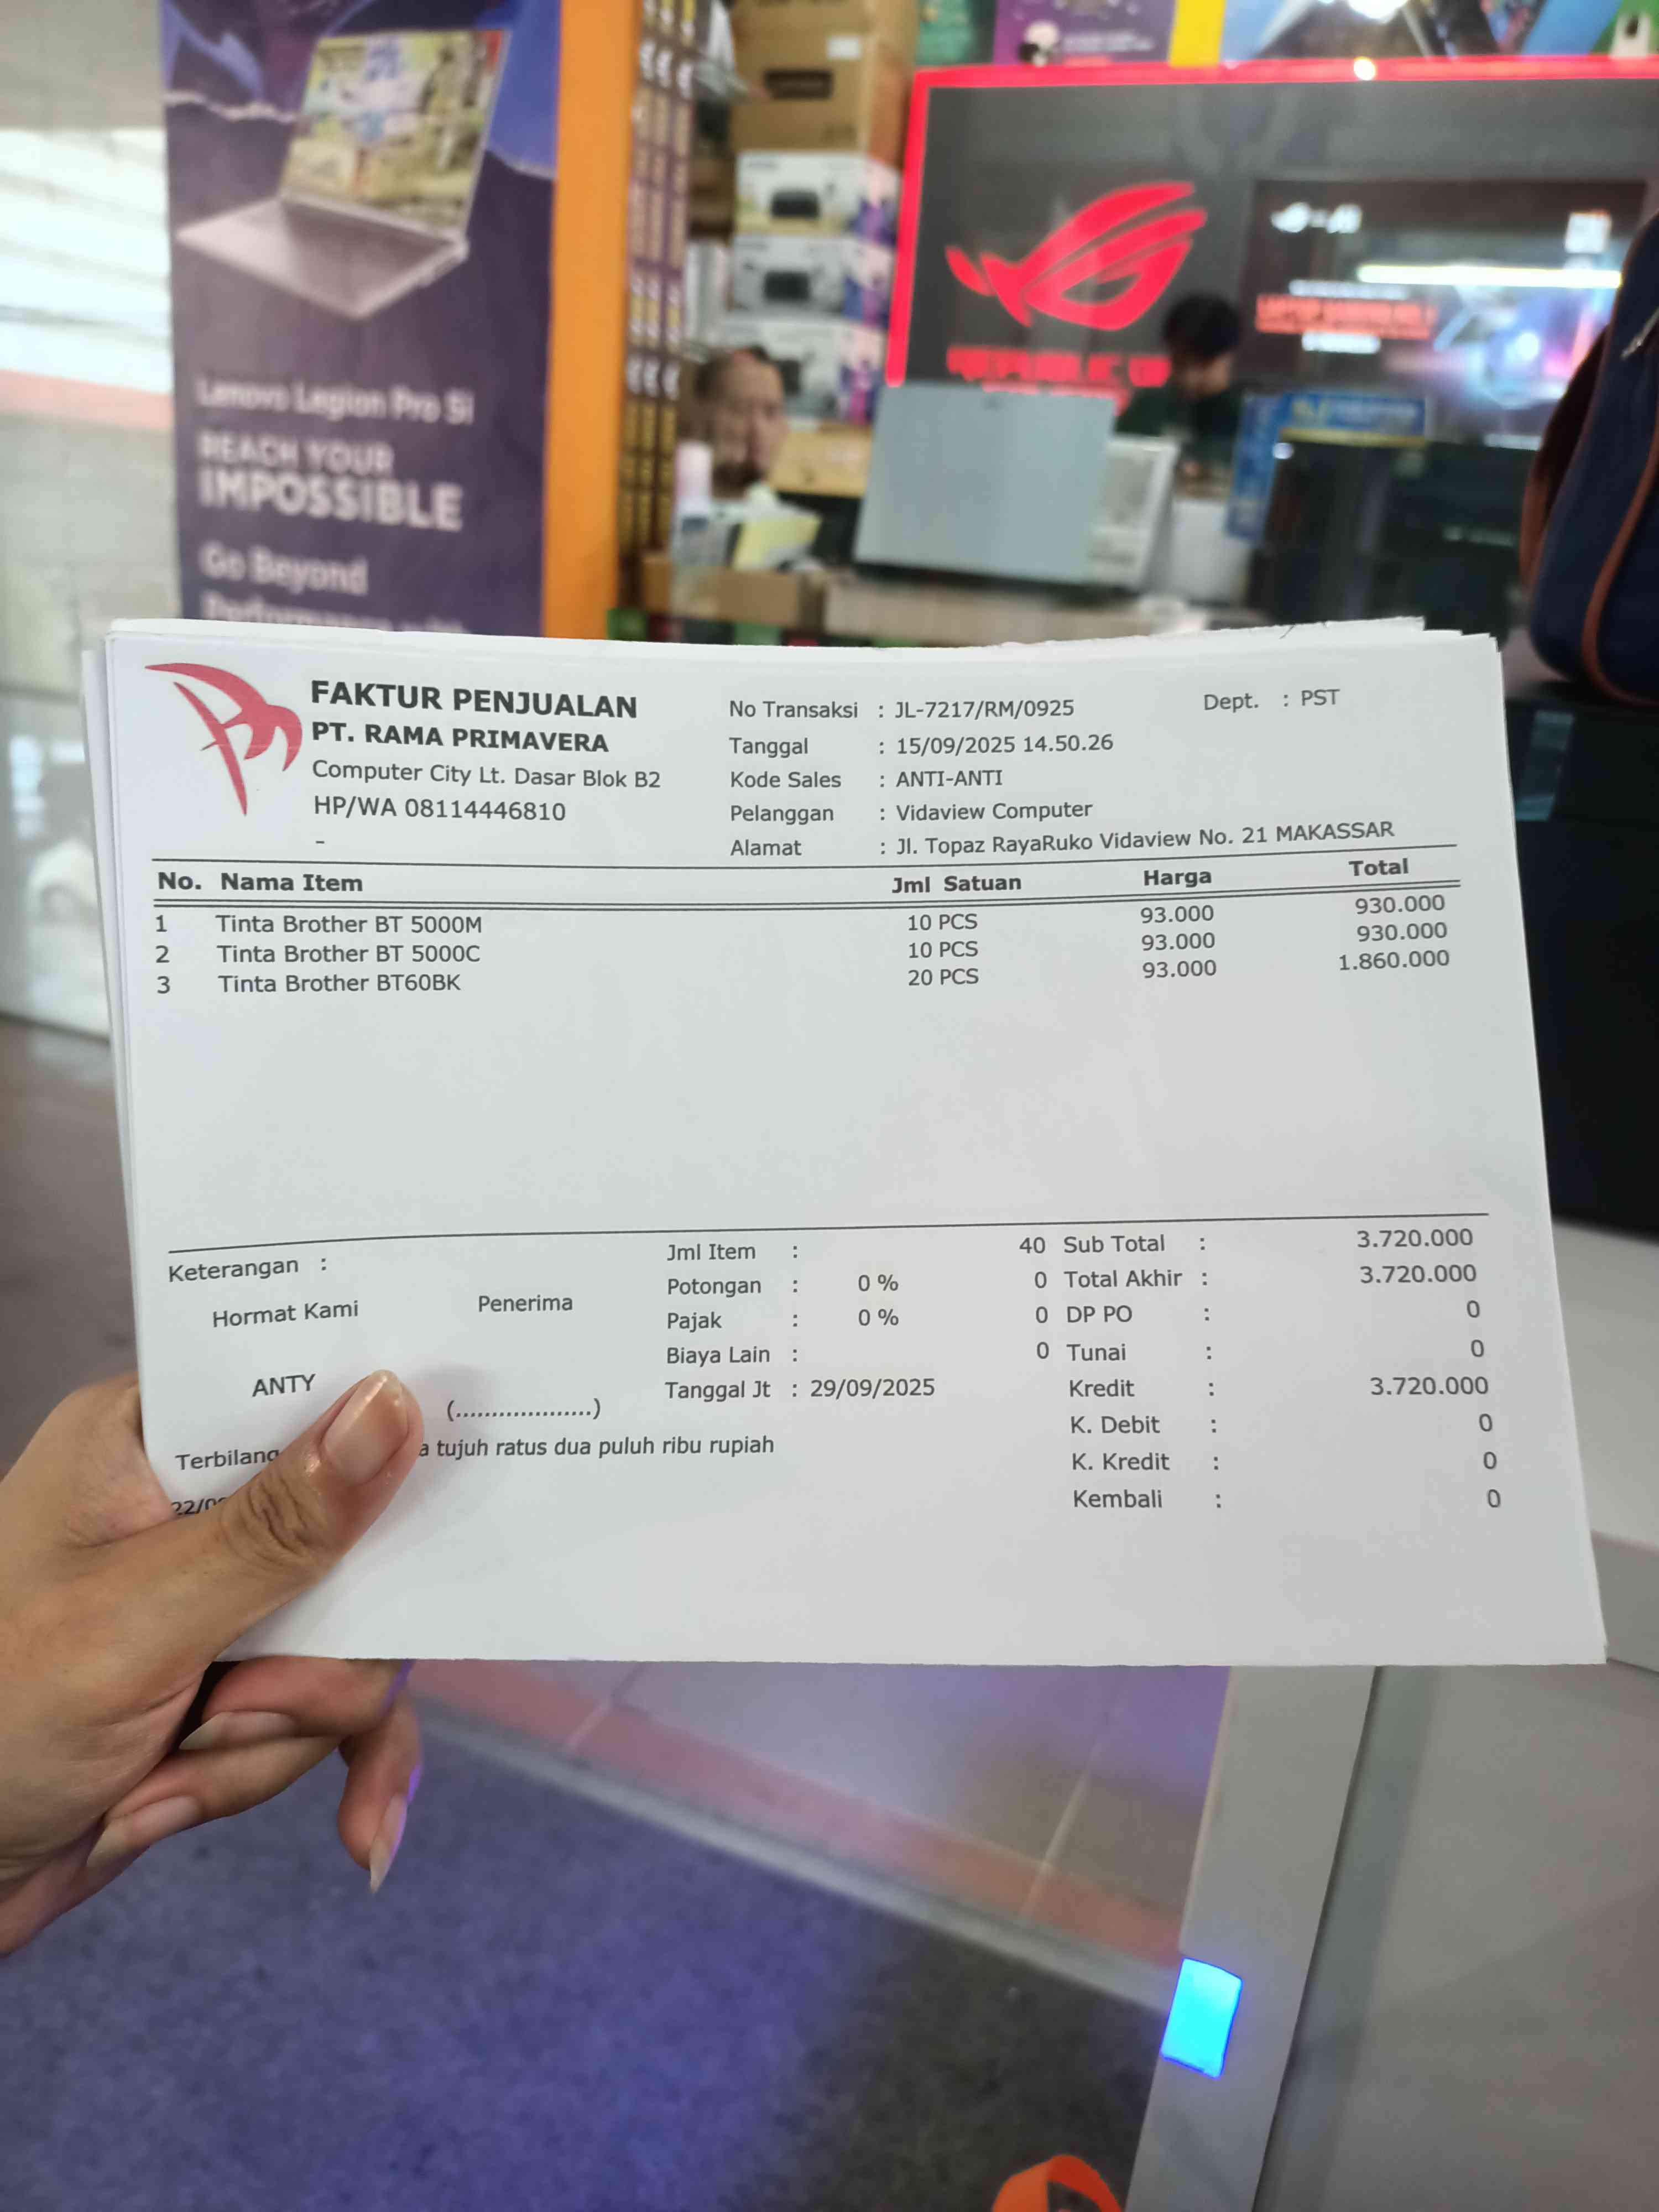 Lenovo Legion Pro 5i
REACH YOUR
IMPOSSIBLE
Go Beyond
FAKTUR PENJUALAN
PT. RAMA PRIMAVERA
Computer City Lt. Dasar Blok B2
HP/WA 08114446810
-
No Transaksi : JL-7217/RM/0925
Dept. : PST
Tanggal : 15/09/2025 14.50.26
Kode Sales : ANTI-ANTI
Pelanggan : Vidaview Computer
Alamat : Jl. Topaz RayaRuko Vidaview No. 21 MAKASSAR
No. Nama Item Jml Satuan Harga Total
1 Tinta Brother BT 5000M 10 PCS 93.000 930.000
2 Tinta Brother BT 5000C 10 PCS 93.000 930.000
3 Tinta Brother BT60BK 20 PCS 93.000 1.860.000
Keterangan :
Hormat Kami
Penerima
ANTY
(...................)
Jml Item : 40
Potongan : 0 % 0
Pajak : 0 % 0
Biaya Lain : 0
Tanggal Jt : 29/09/2025
Sub Total : 3.720.000
Total Akhir : 3.720.000
DP PO : 0
Tunai : 0
Kredit : 3.720.000
K. Debit : 0
K. Kredit : 0
Kembali : 0
Terbilang a tujuh ratus dua puluh ribu rupiah
22/0